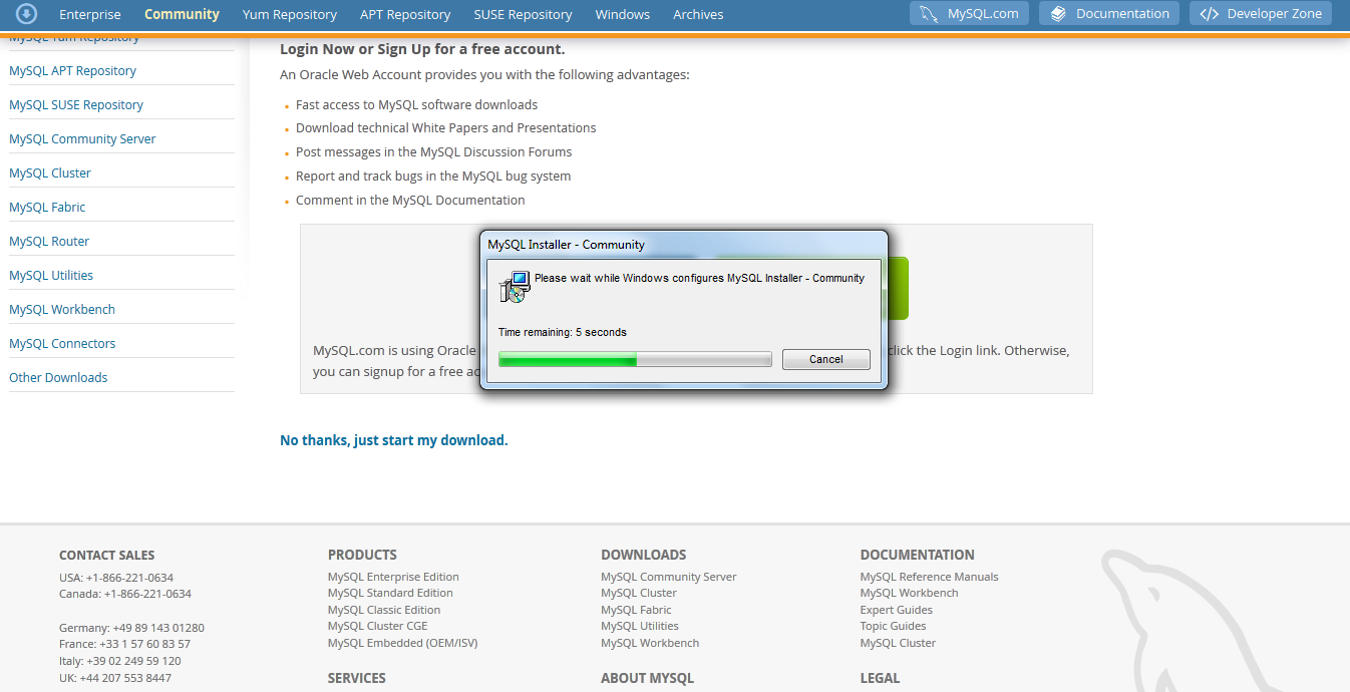 Enterprise Community Yum Repository APT Repository SUSE Repository Windows Archives MySQL.com Documentation Developer Zone
MySQL Yum Repository
MySQL APT Repository
MySQL SUSE Repository
MySQL Community Server
MySQL Cluster
MySQL Fabric
MySQL Router
MySQL Utilities
MySQL Workbench
MySQL Connectors
Other Downloads
Login Now or Sign Up for a free account.
An Oracle Web Account provides you with the following advantages:
Fast access to MySQL software downloads
Download technical White Papers and Presentations
Post messages in the MySQL Discussion Forums
Report and track bugs in the MySQL bug system
Comment in the MySQL Documentation
MySQL Installer - Community
Please wait while Windows configures MySQL Installer - Community
Time remaining: 5 seconds
Cancel
MySQL.com is using Oracle click the Login link. Otherwise,
you can signup for a free
No thanks, just start my download.
CONTACT SALES
USA: +1-866-221-0634
Canada: +1-866-221-0634
Germany: +49 89 143 01280
France: +33 1 57 60 83 57
Italy: +39 02 249 59 120
UK: +44 207 553 8447
PRODUCTS
MySQL Enterprise Edition
MySQL Standard Edition
MySQL Classic Edition
MySQL Cluster CGE
MySQL Embedded (OEM/ISV)
SERVICES
DOWNLOADS
MySQL Community Server
MySQL Cluster
MySQL Fabric
MySQL Utilities
MySQL Workbench
ABOUT MYSQL
DOCUMENTATION
MySQL Reference Manuals
MySQL Workbench
Expert Guides
Topic Guides
MySQL Cluster
LEGAL